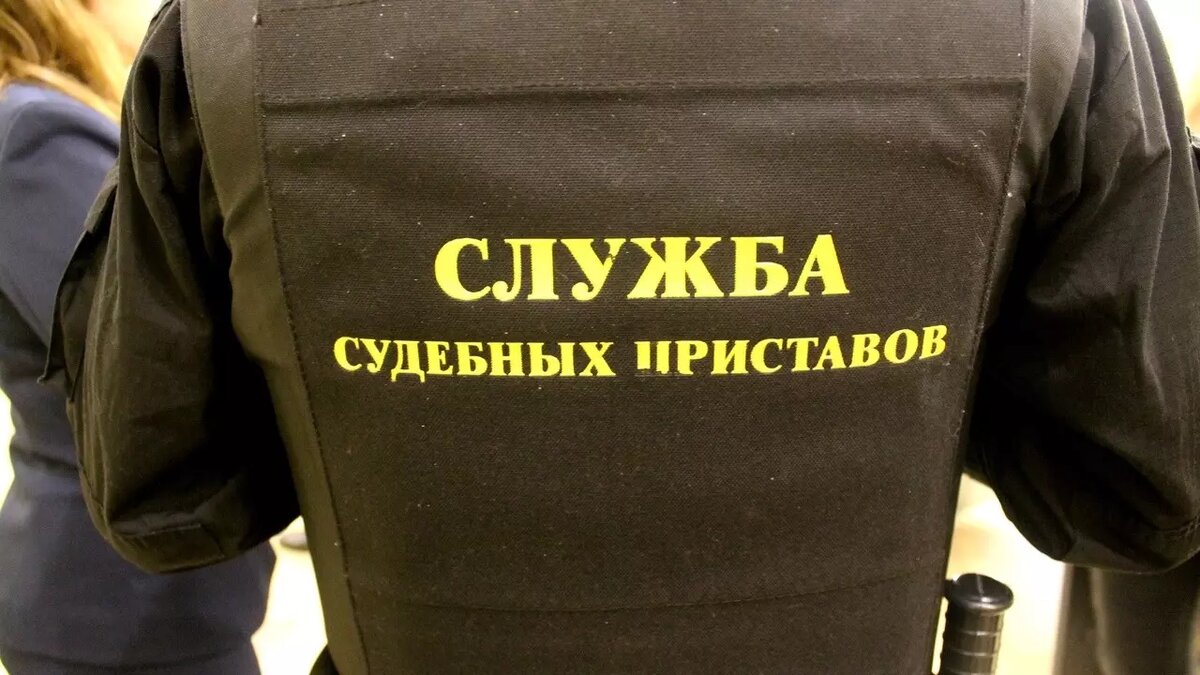 СЛУЖБА
СУДЕБНЫХ ПРИСТАВОВ